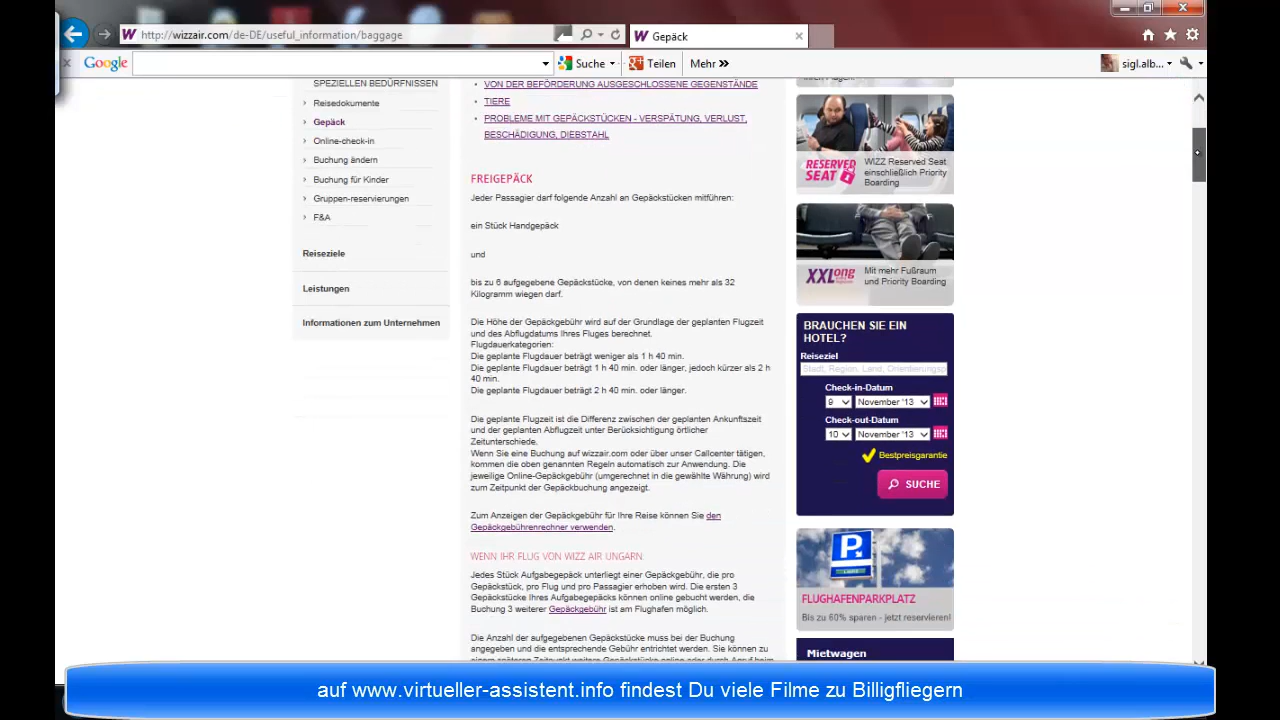 http://wizzair.com/de-DE/useful_information/baggage
Gepäck
Google
Suche
Teilen
Mehr »
sigl.alb...
SPEZIELLEN BEDÜRFNISSEN
Reisedokumente
Gepäck
Online-check-in
Buchung ändern
Buchung für Kinder
Gruppen-reservierungen
F&A
Reiseziele
Leistungen
Informationen zum Unternehmen
VON DER BEFÖRDERUNG AUSGESCHLOSSENE GEGENSTÄNDE
TIERE
PROBLEME MIT GEPÄCKSTÜCKEN - VERSPÄTUNG, VERLUST,
BESCHÄDIGUNG, DIEBSTAHL
FREIGEPÄCK
Jeder Passagier darf folgende Anzahl an Gepäckstücken mitführen:
ein Stück Handgepäck
und
bis zu 6 aufgegebene Gepäckstücke, von denen keines mehr als 32
Kilogramm wiegen darf.
Die Höhe der Gepäckgebühr wird auf der Grundlage der geplanten Flugzeit
und des Abflugdatums Ihres Fluges berechnet.
Flugdauerkategorien:
Die geplante Flugdauer beträgt weniger als 1 h 40 min.
Die geplante Flugdauer beträgt 1 h 40 min. oder länger, jedoch kürzer als 2 h
40 min.
Die geplante Flugdauer beträgt 2 h 40 min. oder länger.
Die geplante Flugzeit ist die Differenz zwischen der geplanten Ankunftszeit
und der geplanten Abflugzeit unter Berücksichtigung örtlicher
Zeitunterschiede.
Wenn Sie eine Buchung auf wizzair.com oder über unser Callcenter tätigen,
kommen die oben genannten Regeln automatisch zur Anwendung. Die
jeweilige Online-Gepäckgebühr (umgerechnet in die gewählte Währung) wird
zum Zeitpunkt der Gepäckbuchung angezeigt.
Zum Anzeigen der Gepäckgebühr für Ihre Reise können Sie den
Gepäckgebührenrechner verwenden.
WENN IHR FLUG VON WIZZ AIR UNGARN:
Jedes Stück Aufgabegepäck unterliegt einer Gepäckgebühr, die pro
Gepäckstück, pro Flug und pro Passagier erhoben wird. Die ersten 3
Gepäckstücke Ihres Aufgabegepäcks können online gebucht werden, die
Buchung 3 weiterer Gepäckgebühr ist am Flughafen möglich.
Die Anzahl der aufgegebenen Gepäckstücke muss bei der Buchung
angegeben und die entsprechende Gebühr entrichtet werden. Sie können zu
RESERVED
SEAT
WIZZ Reserved Seat
einschließlich Priority
Boarding
XXLong
Mit mehr Fußraum
und Priority Boarding
BRAUCHEN SIE EIN
HOTEL?
Reiseziel
Stadt, Region, Land, Orientierungsp
Check-in-Datum
9 November '13
Check-out-Datum
10 November '13
Bestpreisgarantie
SUCHE
P
FLUGHAFENPARKPLATZ
Bis zu 60% sparen - jetzt reservieren!
Mietwagen
auf www.virtueller-assistent.info findest Du viele Filme zu Billigfliegern